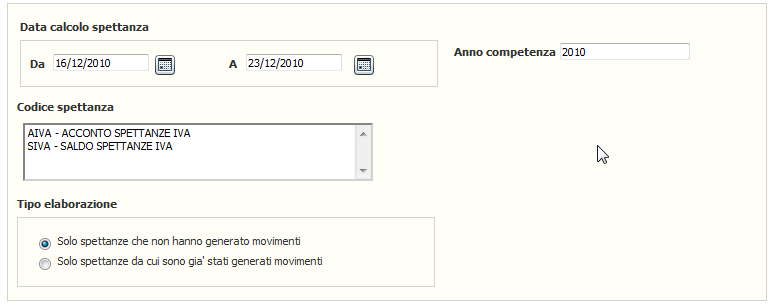 Data calcolo spettanza
Da 16/12/2010 A 23/12/2010
Anno competenza 2010
Codice spettanza
AIVA - ACCONTO SPETTANZE IVA
SIVA - SALDO SPETTANZE IVA
Tipo elaborazione
Solo spettanze che non hanno generato movimenti
Solo spettanze da cui sono gia' stati generati movimenti